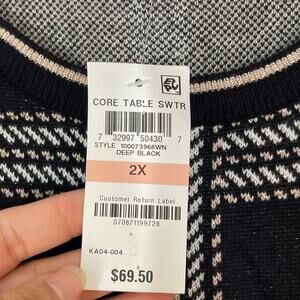 CORE TABLE SWTR
7 32997 50430 7
STYLE 100073968WN
DEEP BLACK
2X
Customer Return Label
070871199728
KA04-004
$69.50